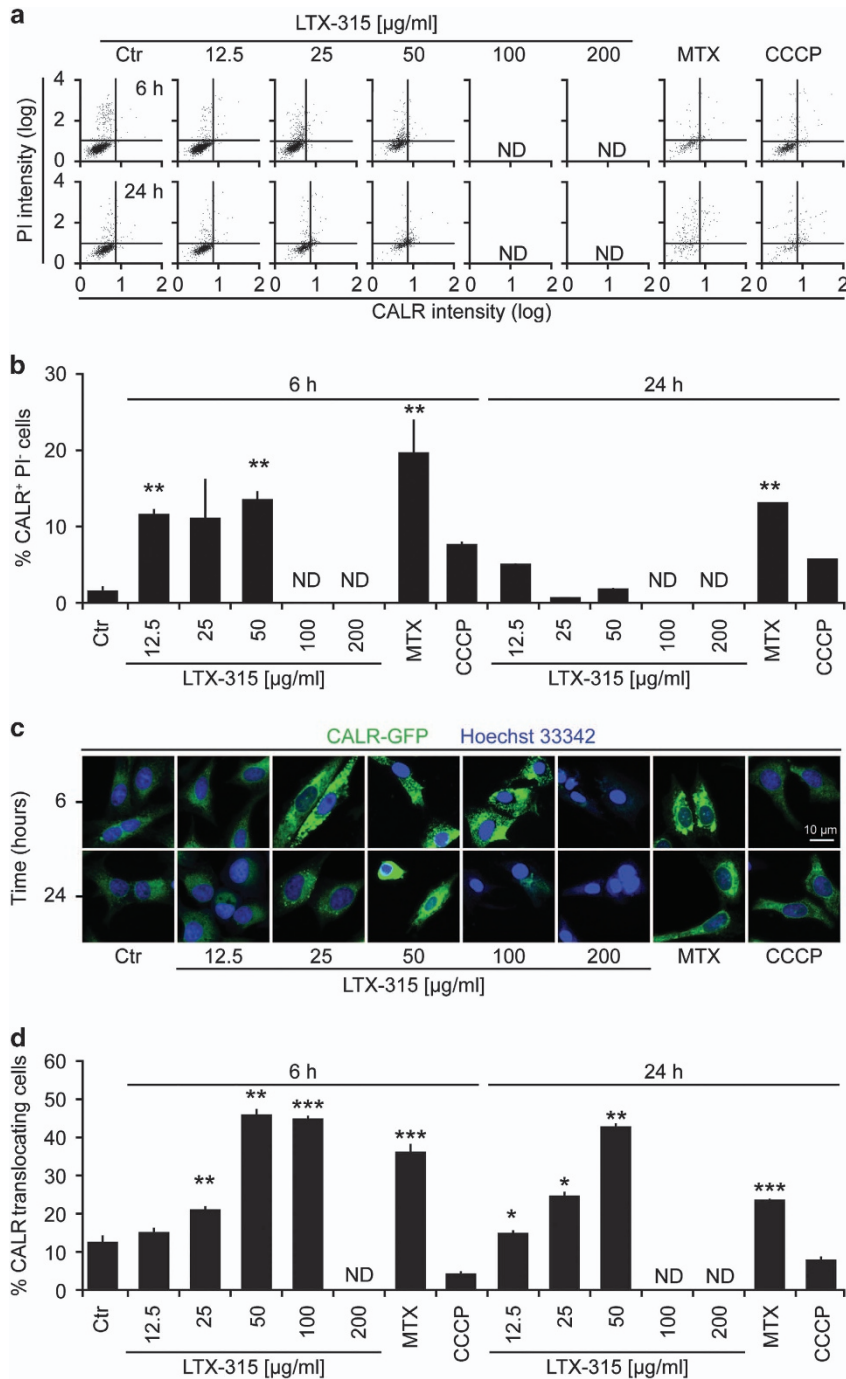 a
LTX-315 [µg/ml]
Ctr 12.5 25 50 100 200 MTX CCCP
PI intensity (log)
4 6 h
2
0 ND ND
4 24 h
2
0 ND ND
0 1 2 0 1 2 0 1 2 0 1 2 0 1 2 0 1 2 0 1 2 0 1 2
CALR intensity (log)
b
% CALR+ PI- cells
6 h 24 h
30
20
10
0
** ** ** **
ND ND ND ND
Ctr 12.5 25 50 100 200 MTX CCCP 12.5 25 50 100 200 MTX CCCP
LTX-315 [µg/ml] LTX-315 [µg/ml]
c
CALR-GFP Hoechst 33342
Time (hours)
6
10 µm
24
Ctr 12.5 25 50 100 200 MTX CCCP
LTX-315 [µg/ml]
d
% CALR translocating cells
6 h 24 h
60
50
40
30
20
10
0
** ** *** *** * * ** ***
ND ND ND
Ctr 12.5 25 50 100 200 MTX CCCP 12.5 25 50 100 200 MTX CCCP
LTX-315 [µg/ml] LTX-315 [µg/ml]